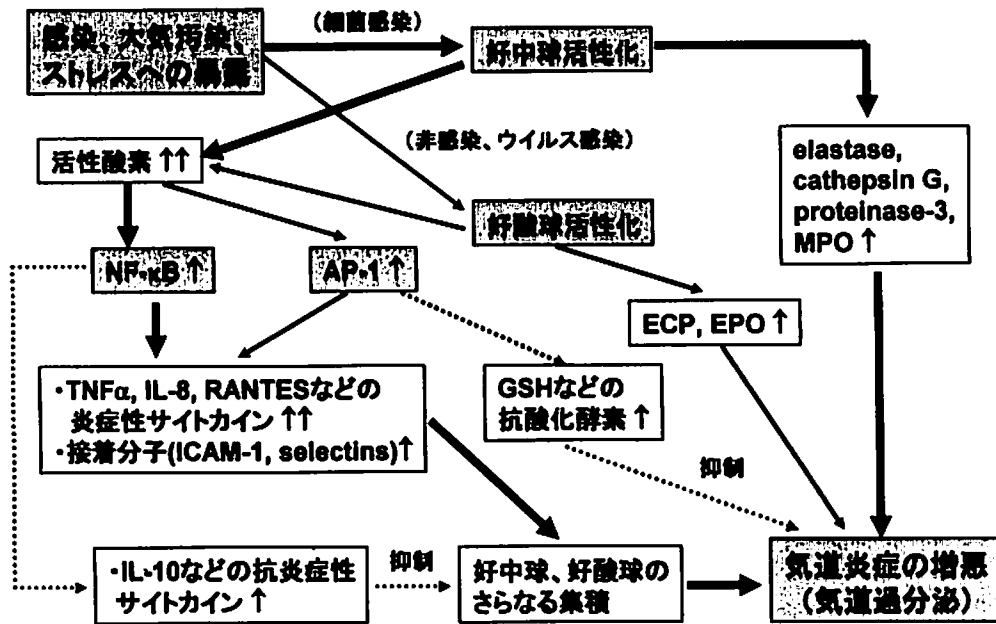 感染、大気汚染、
ストレスへの暴露
(細菌感染)
好中球活性化
(非感染、ウイルス感染)
活性酸素 ↑↑
elastase,
cathepsin G,
proteinase-3,
MPO ↑
好酸球活性化
NF-κB ↑
AP-1 ↑
ECP, EPO ↑
・TNFα, IL-8, RANTESなどの
炎症性サイトカイン ↑↑
・接着分子(ICAM-1, selectins)↑
GSHなどの
抗酸化酵素 ↑
抑制
・IL-10などの抗炎症性
サイトカイン ↑
抑制
好中球、好酸球の
さらなる集積
気道炎症の増悪
(気道過分泌)